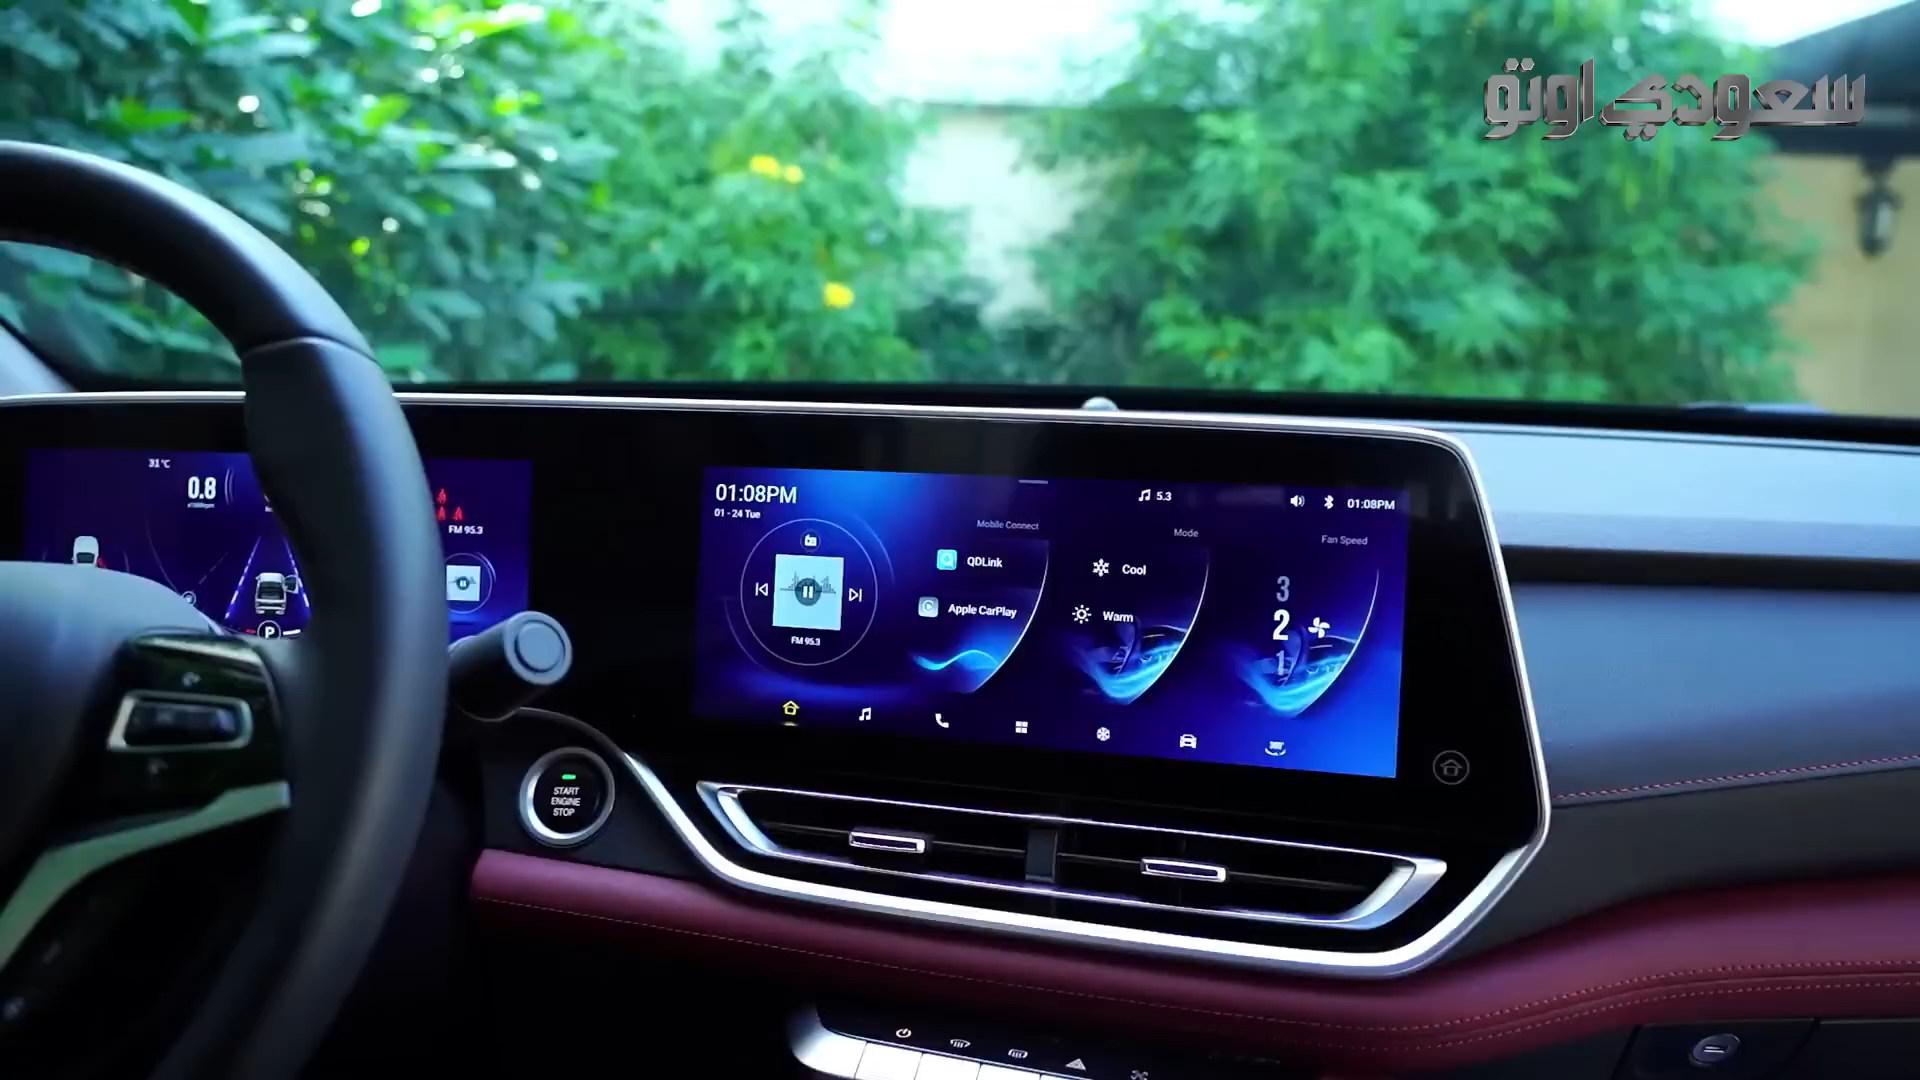 سعودي اوتو
31°C
0.8
FM 95.3
P
01:08PM
01 - 24 Tue
FM 95.3
Mobile Connect
QDLink
Apple CarPlay
5.3
Mode
Cool
Warm
01:08PM
Fan Speed
3
2
1
360°
START
ENGINE
STOP